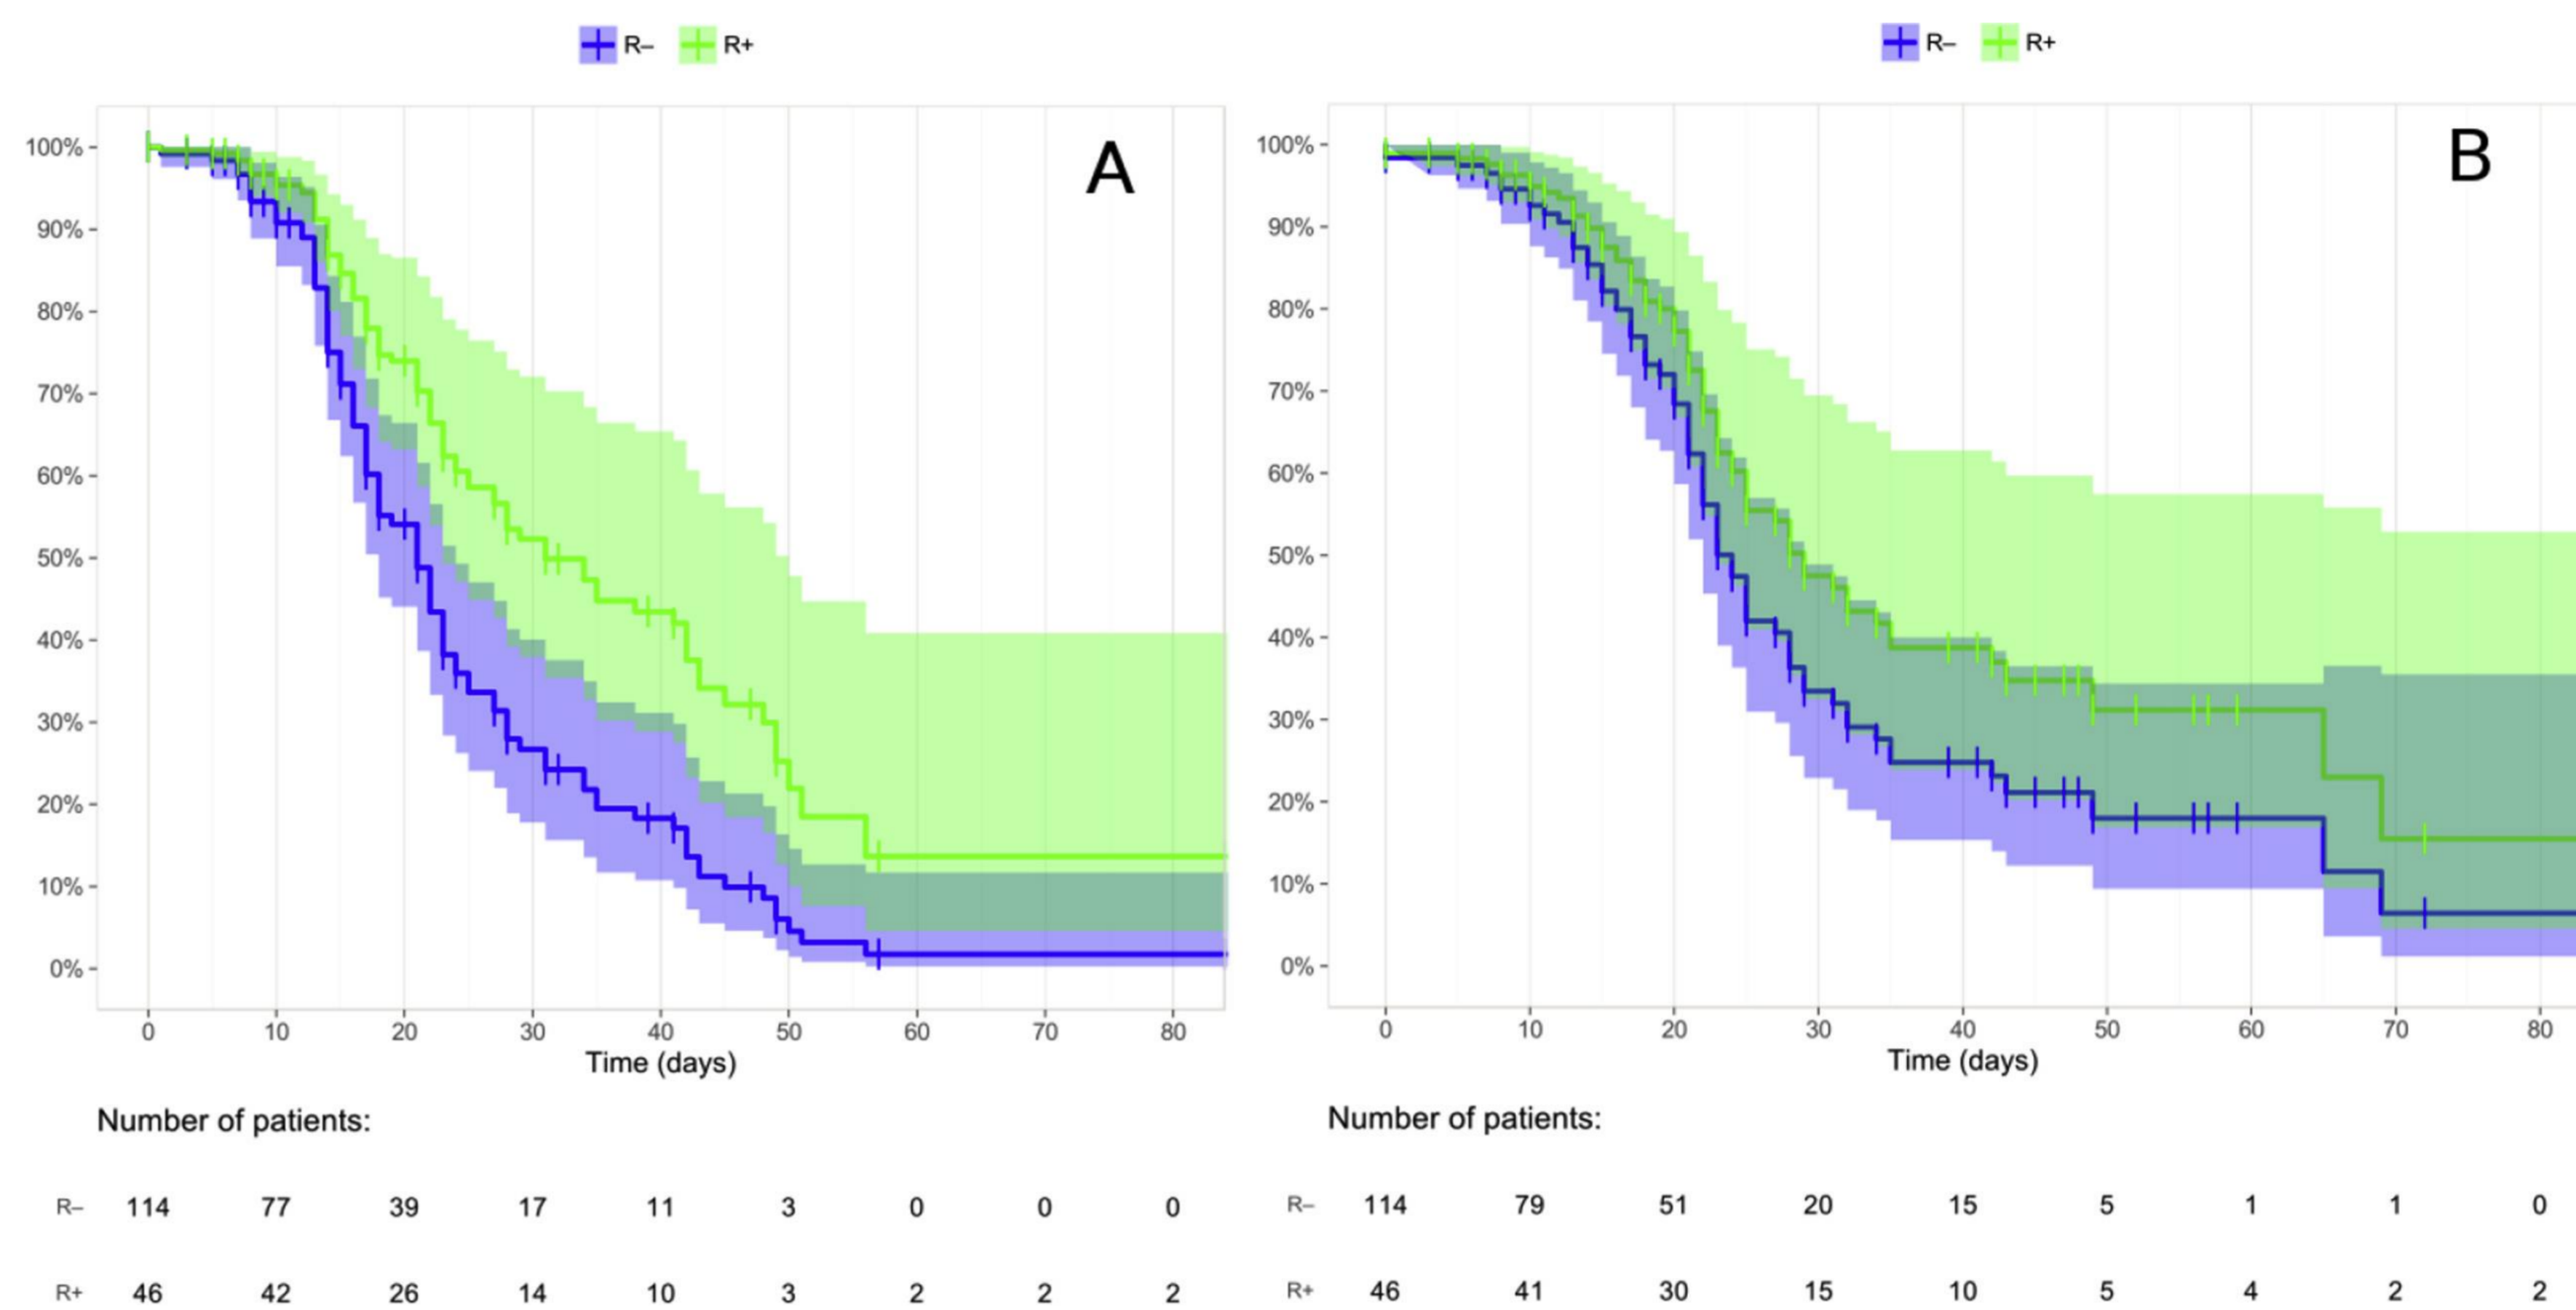 R– R+
A
100%
90%
80%
70%
60%
50%
40%
30%
20%
10%
0%
0 10 20 30 40 50 60 70 80
Time (days)
Number of patients:
R– 114 77 39 17 11 3 0 0 0
R+ 46 42 26 14 10 3 2 2 2
R– R+
B
100%
90%
80%
70%
60%
50%
40%
30%
20%
10%
0%
0 10 20 30 40 50 60 70 80
Time (days)
Number of patients:
R– 114 79 51 20 15 5 1 1 0
R+ 46 41 30 15 10 5 4 2 2